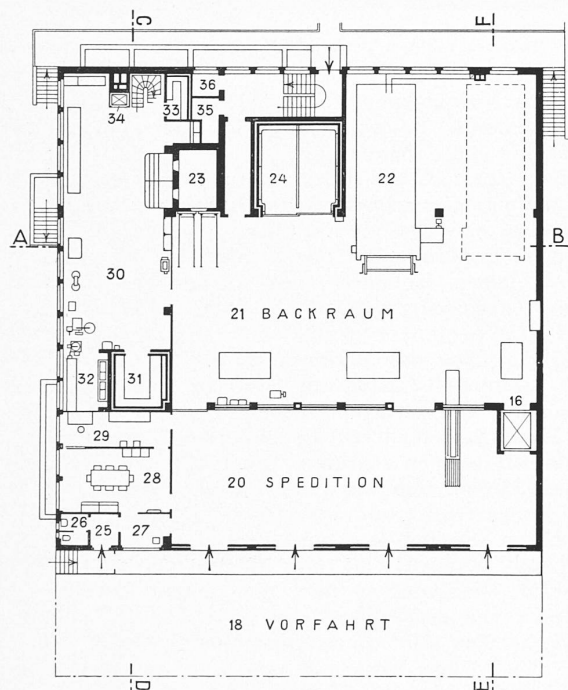 C F
36
34 33 35
23 24 22
A B
30
21 BACKRAUM
32 31 16
29
28 20 SPEDITION
26 25 27
18 VORFAHRT
D E